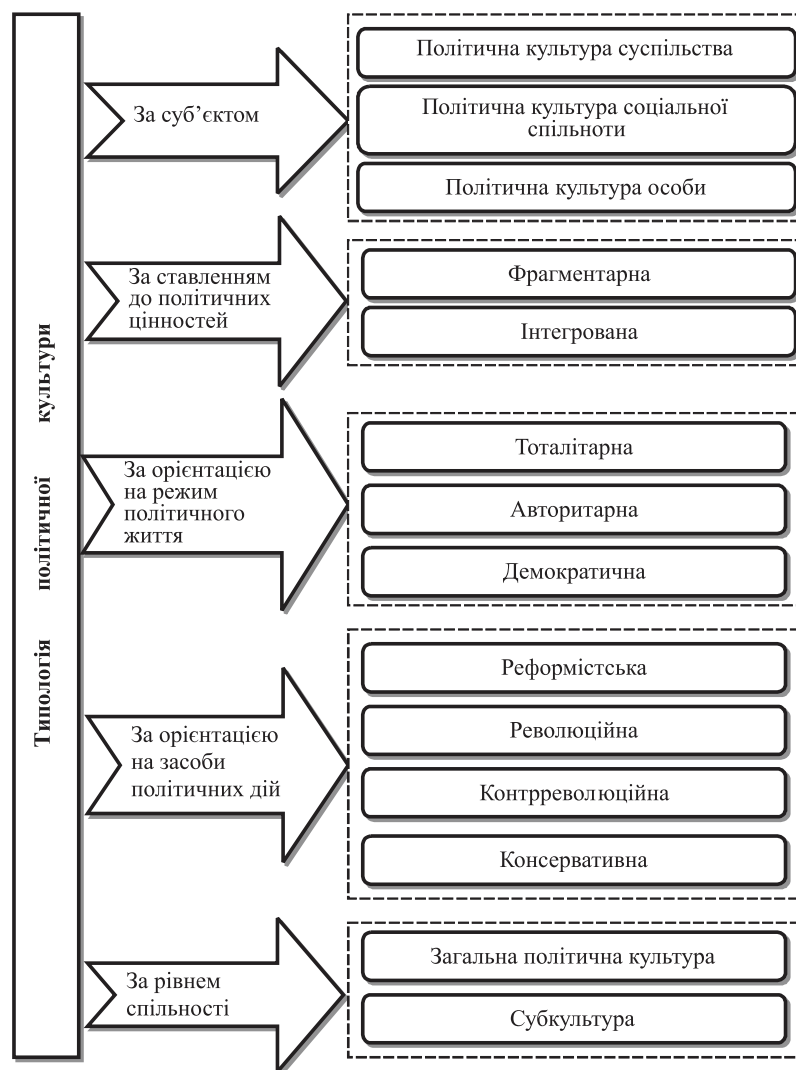 Типологія політичної культури
За суб’єктом
Політична культура суспільства
Політична культура соціальної
спільноти
Політична культура особи
За ставленням
до політичних
цінностей
Фрагментарна
Інтегрована
За орієнтацією
на режим
політичного
життя
Тоталітарна
Авторитарна
Демократична
За орієнтацією
на засоби
політичних дій
Реформістська
Революційна
Контрреволюційна
Консервативна
За рівнем
спільності
Загальна політична культура
Субкультура